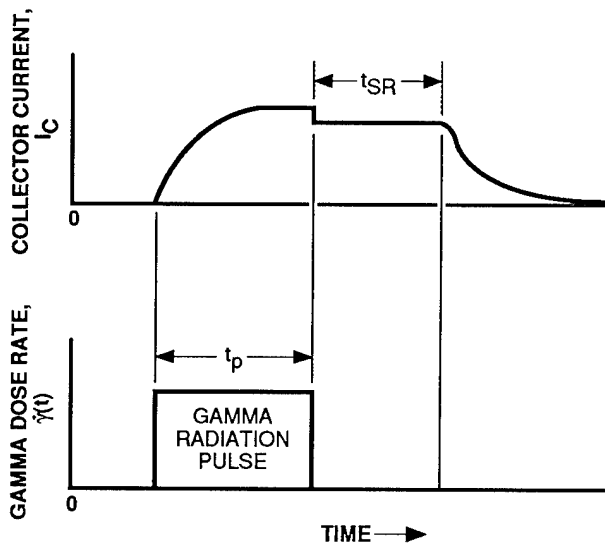 COLLECTOR CURRENT,
I_C
t_SR
0
GAMMA DOSE RATE,
γ̇(t)
t_p
GAMMA
RADIATION
PULSE
0
TIME →